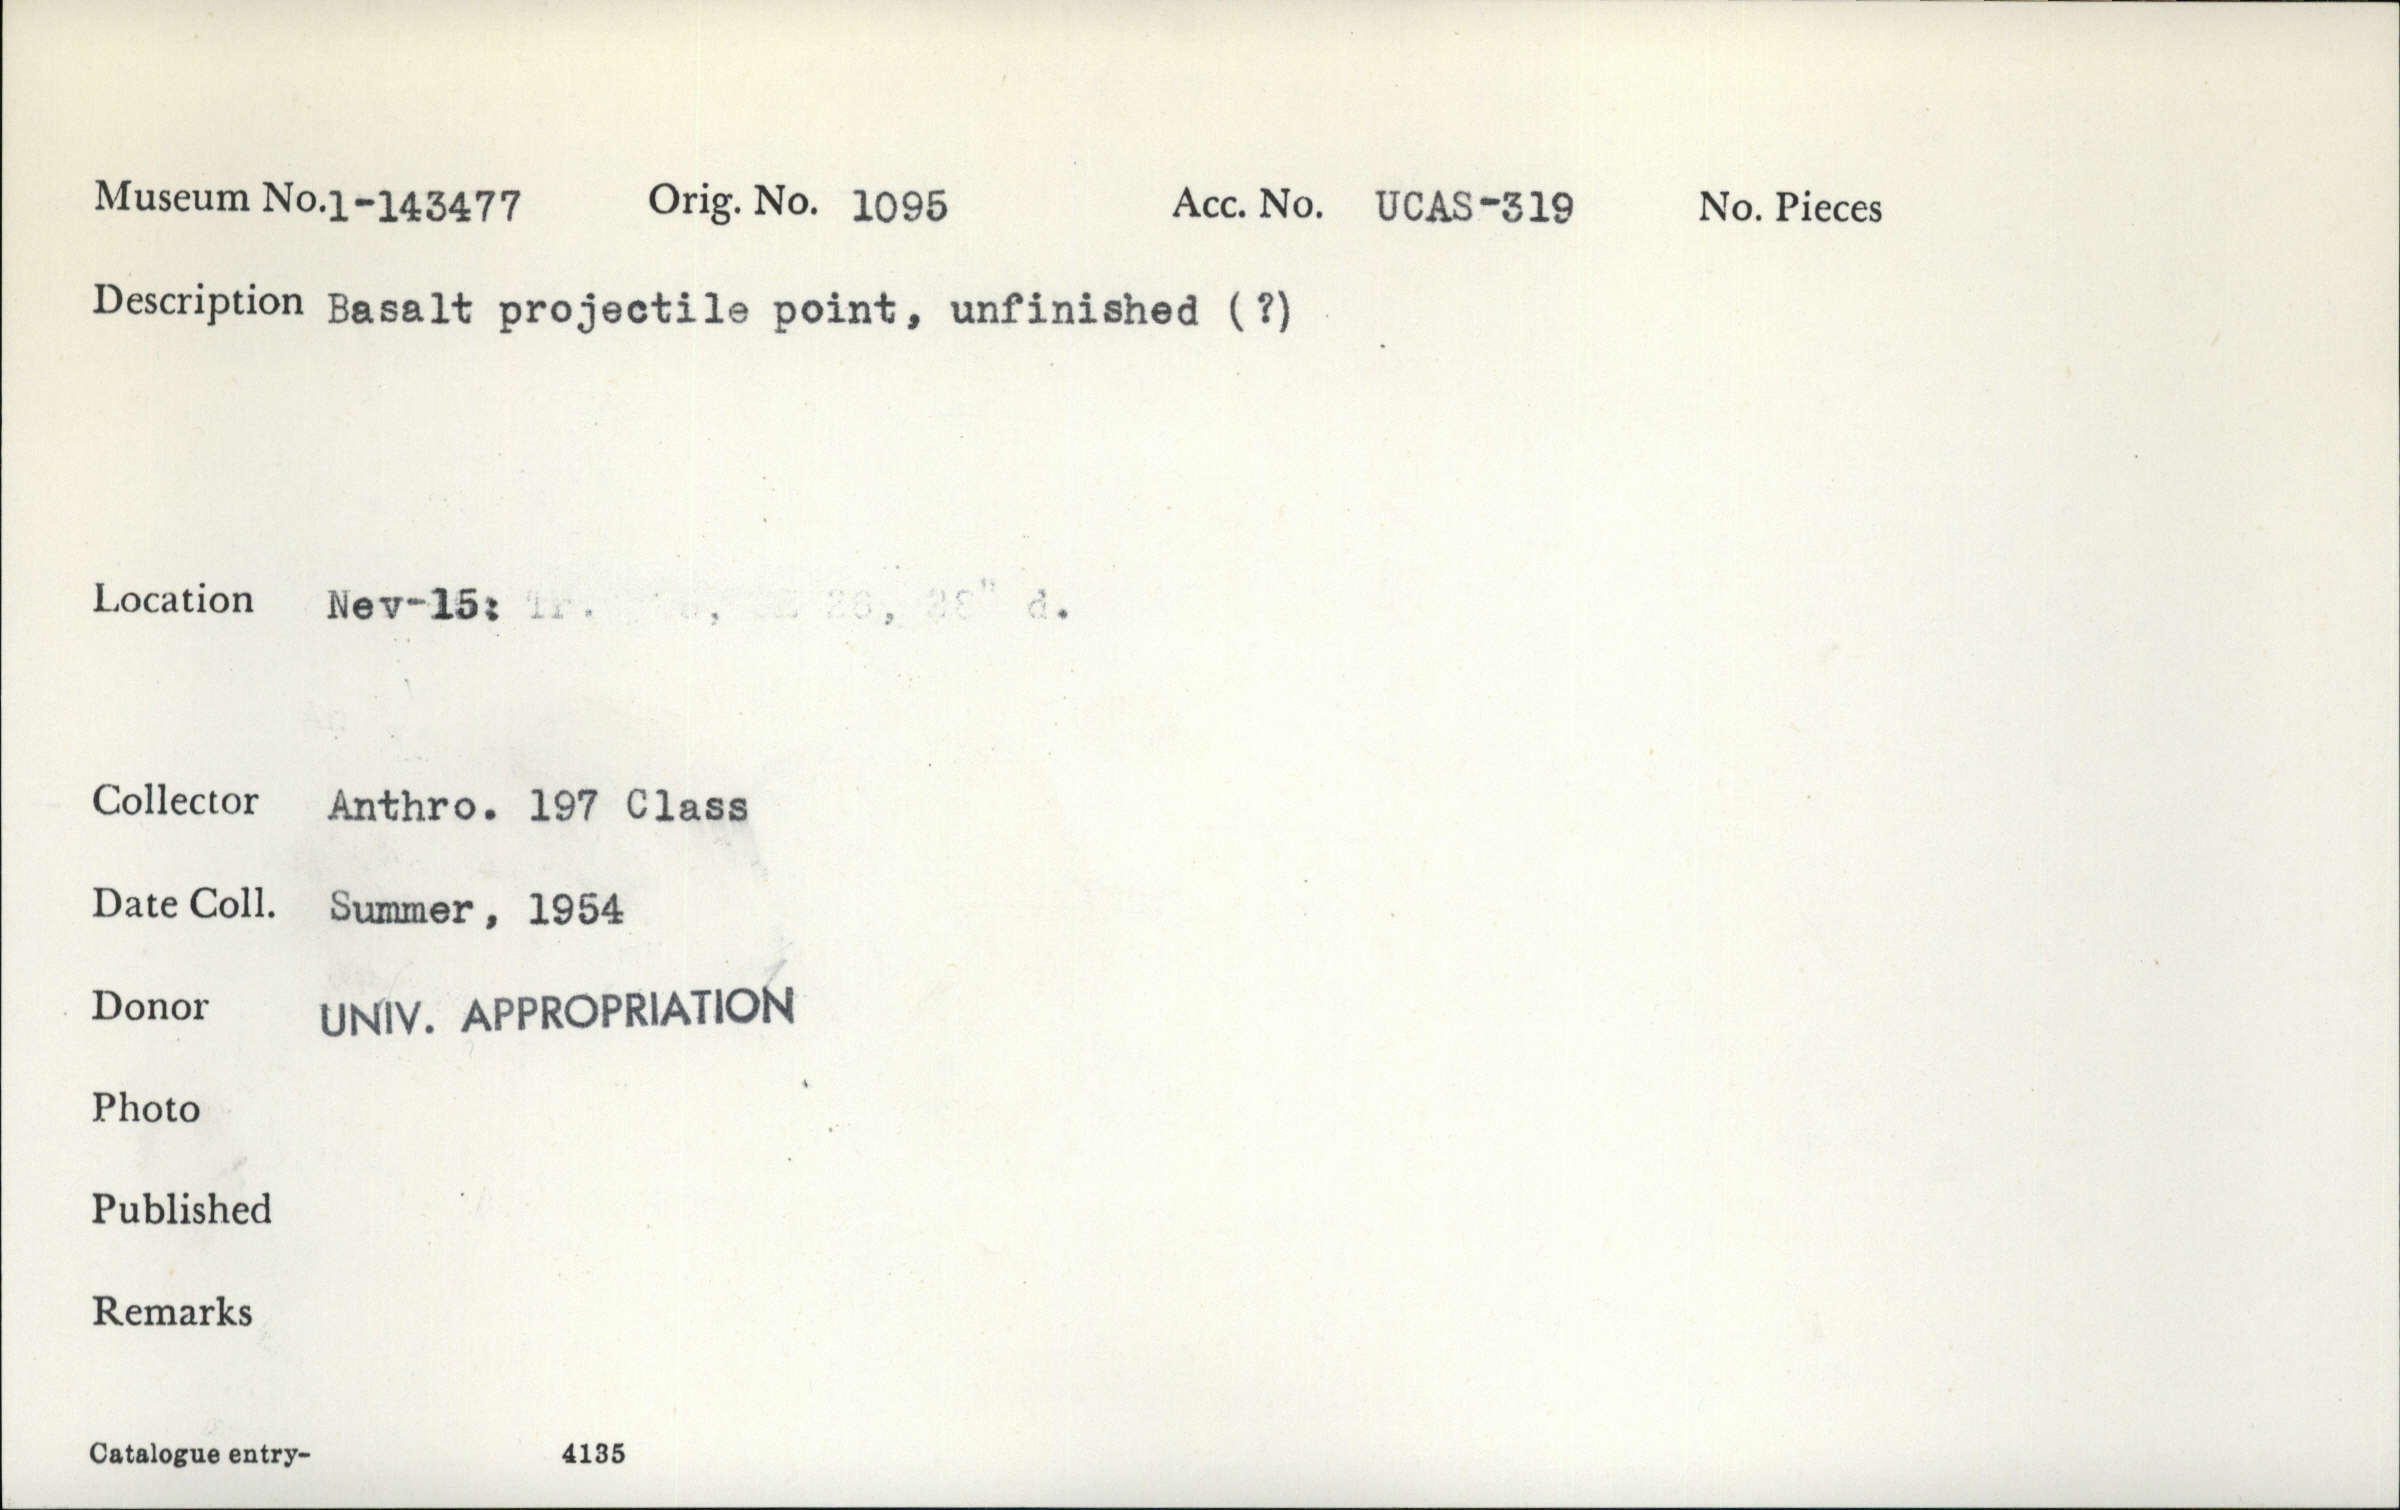 Museum No. 1-143477 Orig. No. 1095 Acc. No. UCAS-319 No. Pieces
Description Basalt projectile point, unfinished (?)
Location Nev-15: Tr. d.
Collector Anthro. 197 Class
Date Coll. Summer, 1954
Donor UNIV. APPROPRIATION
Photo
Published
Remarks
Catalogue entry- 4135